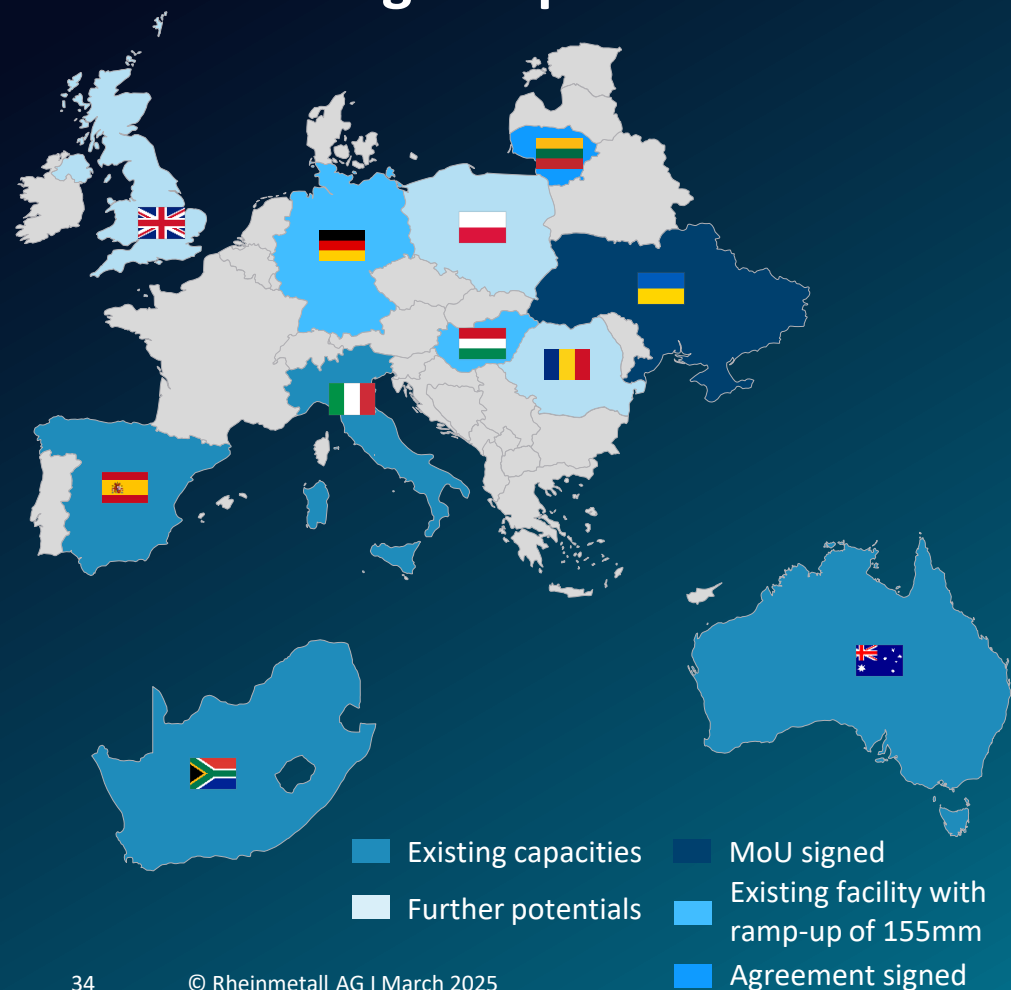 Existing capacities
MoU signed
Further potentials
Existing facility with
ramp-up of 155mm
Agreement signed
34 © Rheinmetall AG I March 2025